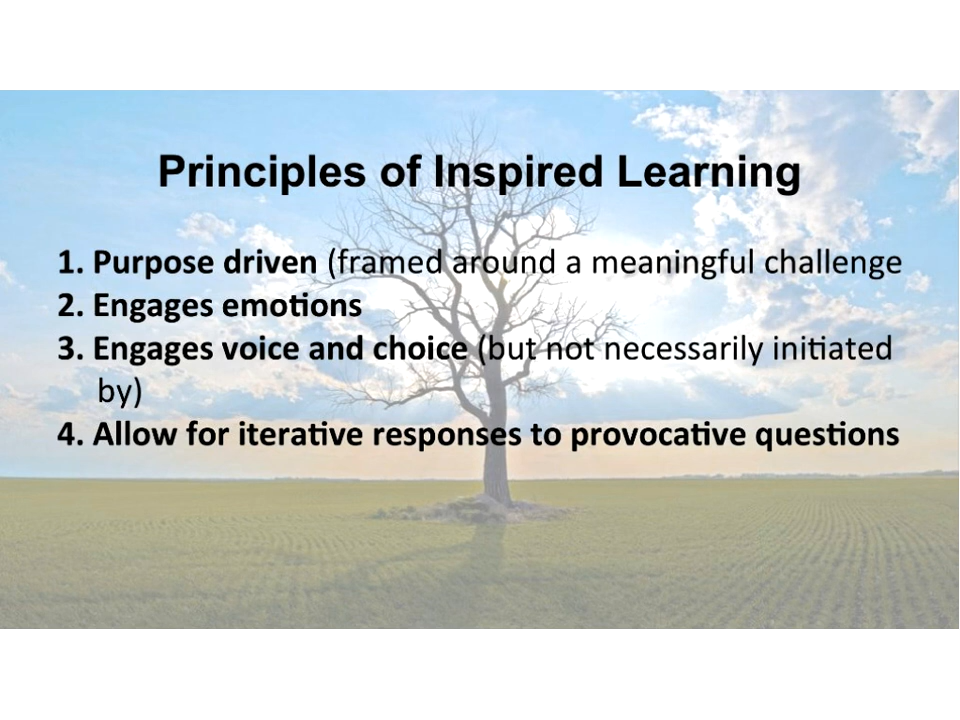 Principles of Inspired Learning
1. Purpose driven (framed around a meaningful challenge
2. Engages emotions
3. Engages voice and choice (but not necessarily initiated
by)
4. Allow for iterative responses to provocative questions